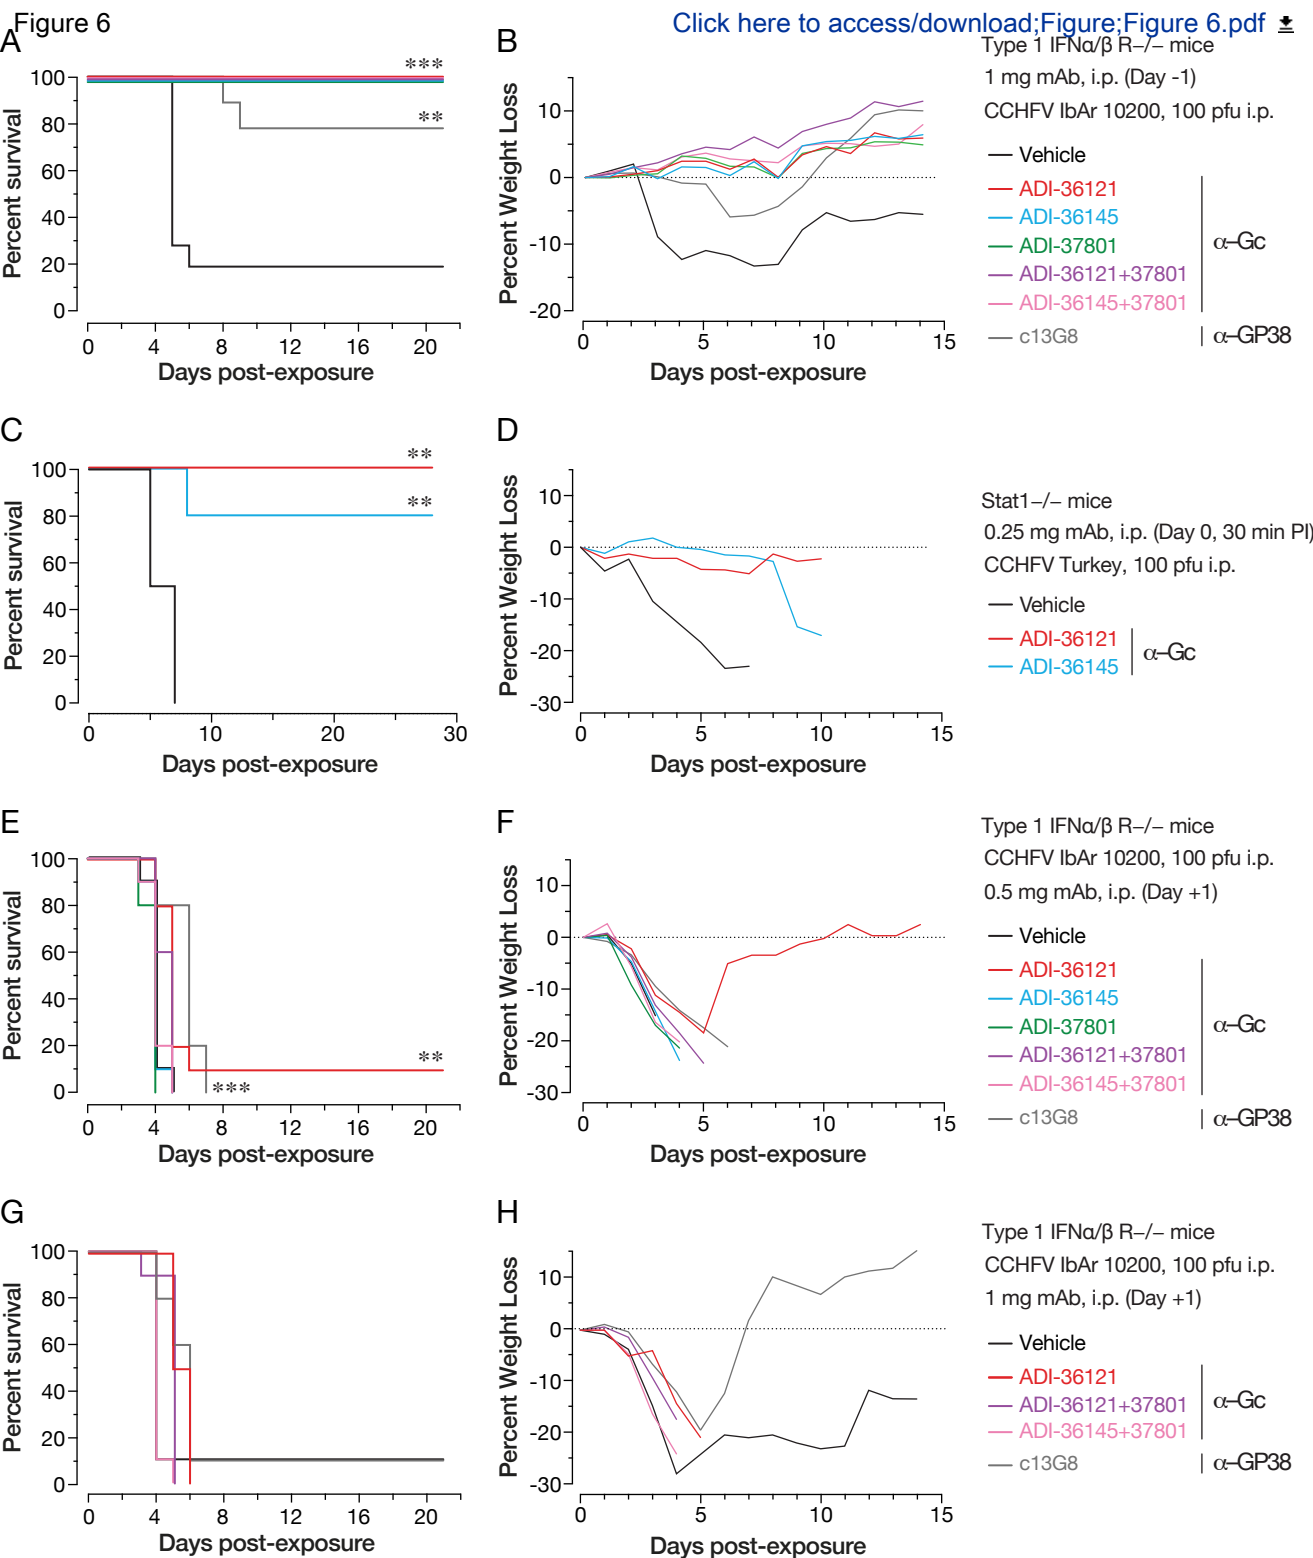 Figure 6
Click here to access/download;Figure;Figure 6.pdf
A
Percent survival
100
80
60
40
20
0
***
**
0 4 8 12 16 20
Days post-exposure
B
Percent Weight Loss
10
0
-10
-20
0 5 10 15
Days post-exposure
Type 1 IFNα/β R−/− mice
1 mg mAb, i.p. (Day -1)
CCHFV IbAr 10200, 100 pfu i.p.
Vehicle
ADI-36121
ADI-36145
ADI-37801
ADI-36121+37801
ADI-36145+37801
α–Gc
c13G8
α–GP38
C
Percent survival
100
80
60
40
20
0
**
**
0 10 20 30
Days post-exposure
D
Percent Weight Loss
10
0
-10
-20
-30
0 5 10 15
Days post-exposure
Stat1−/− mice
0.25 mg mAb, i.p. (Day 0, 30 min PI)
CCHFV Turkey, 100 pfu i.p.
Vehicle
ADI-36121
ADI-36145
α–Gc
E
Percent survival
100
80
60
40
20
0
**
***
0 4 8 12 16 20
Days post-exposure
F
Percent Weight Loss
10
0
-10
-20
-30
0 5 10 15
Days post-exposure
Type 1 IFNα/β R−/− mice
CCHFV IbAr 10200, 100 pfu i.p.
0.5 mg mAb, i.p. (Day +1)
Vehicle
ADI-36121
ADI-36145
ADI-37801
ADI-36121+37801
ADI-36145+37801
α–Gc
c13G8
α–GP38
G
Percent survival
100
80
60
40
20
0
0 4 8 12 16 20
Days post-exposure
H
Percent Weight Loss
10
0
-10
-20
-30
0 5 10 15
Days post-exposure
Type 1 IFNα/β R−/− mice
CCHFV IbAr 10200, 100 pfu i.p.
1 mg mAb, i.p. (Day +1)
Vehicle
ADI-36121
ADI-36121+37801
ADI-36145+37801
α–Gc
c13G8
α–GP38